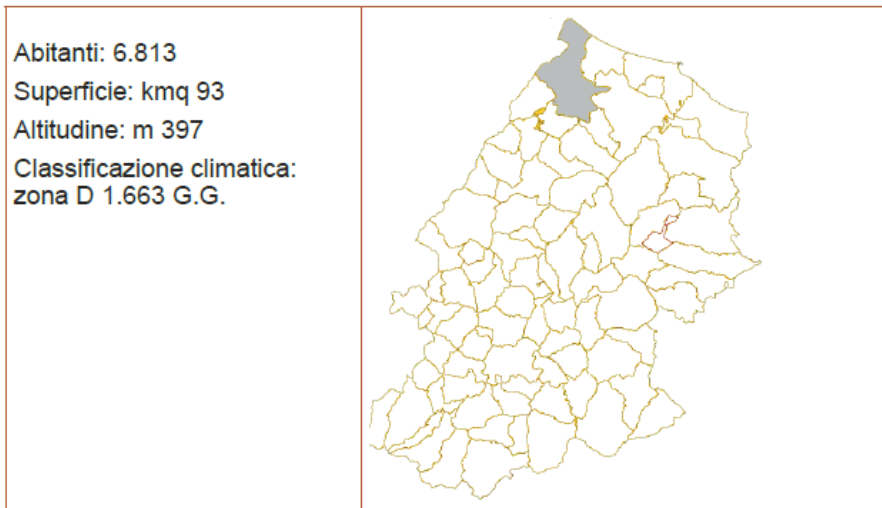 Abitanti: 6.813
Superficie: kmq 93
Altitudine: m 397
Classificazione climatica:
zona D 1.663 G.G.